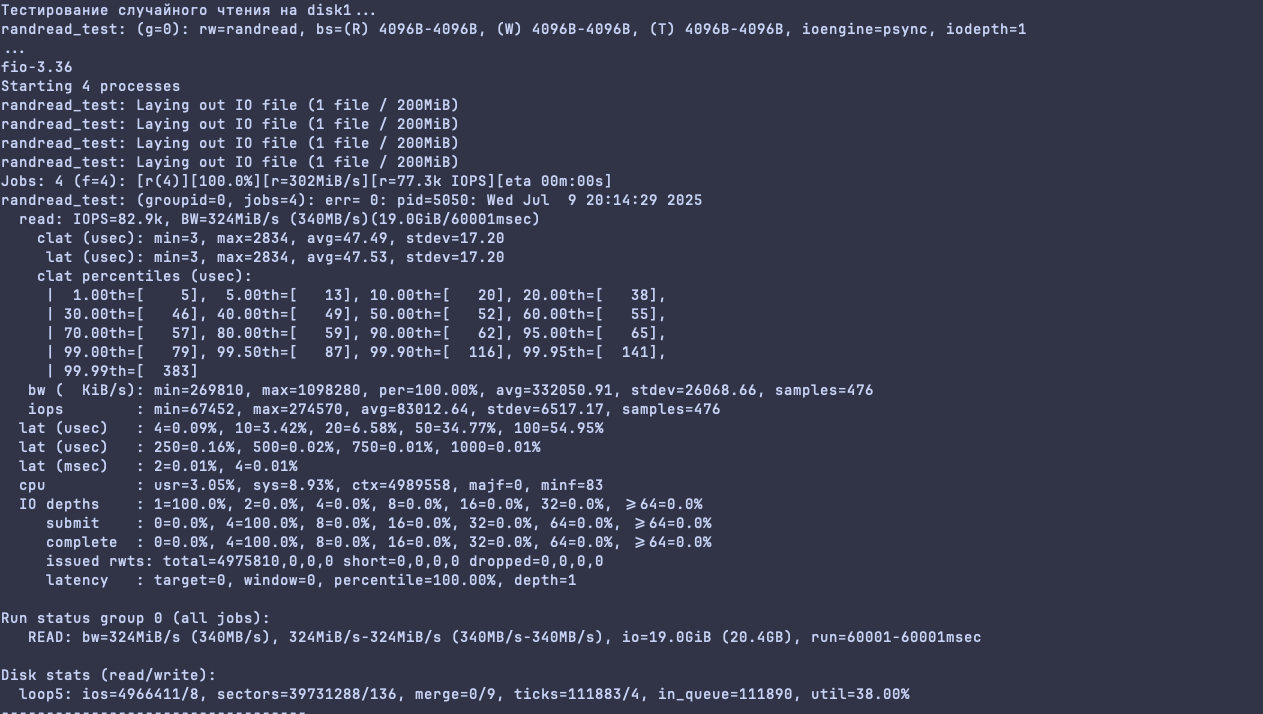 Тестирование случайного чтения на disk1...
randread_test: (g=0): rw=randread, bs=(R) 4096B-4096B, (W) 4096B-4096B, (T) 4096B-4096B, ioengine=psync, iodepth=1
...
fio-3.36
Starting 4 processes
randread_test: Laying out IO file (1 file / 200MiB)
randread_test: Laying out IO file (1 file / 200MiB)
randread_test: Laying out IO file (1 file / 200MiB)
randread_test: Laying out IO file (1 file / 200MiB)
Jobs: 4 (f=4): [r(4)][100.0%][r=302MiB/s][r=77.3k IOPS][eta 00m:00s]
randread_test: (groupid=0, jobs=4): err= 0: pid=5050: Wed Jul  9 20:14:29 2025
  read: IOPS=82.9k, BW=324MiB/s (340MB/s)(19.0GiB/60001msec)
    clat (usec): min=3, max=2834, avg=47.49, stdev=17.20
     lat (usec): min=3, max=2834, avg=47.53, stdev=17.20
    clat percentiles (usec):
     |  1.00th=[    5],  5.00th=[   13], 10.00th=[   20], 20.00th=[   38],
     | 30.00th=[   46], 40.00th=[   49], 50.00th=[   52], 60.00th=[   55],
     | 70.00th=[   57], 80.00th=[   59], 90.00th=[   62], 95.00th=[   65],
     | 99.00th=[   79], 99.50th=[   87], 99.90th=[  116], 99.95th=[  141],
     | 99.99th=[  383]
   bw (  KiB/s): min=269810, max=1098280, per=100.00%, avg=332050.91, stdev=26068.66, samples=476
   iops        : min=67452, max=274570, avg=83012.64, stdev=6517.17, samples=476
  lat (usec)   : 4=0.09%, 10=3.42%, 20=6.58%, 50=34.77%, 100=54.95%
  lat (usec)   : 250=0.16%, 500=0.02%, 750=0.01%, 1000=0.01%
  lat (msec)   : 2=0.01%, 4=0.01%
  cpu          : usr=3.05%, sys=8.93%, ctx=4989558, majf=0, minf=83
  IO depths    : 1=100.0%, 2=0.0%, 4=0.0%, 8=0.0%, 16=0.0%, 32=0.0%, >=64=0.0%
     submit    : 0=0.0%, 4=100.0%, 8=0.0%, 16=0.0%, 32=0.0%, 64=0.0%, >=64=0.0%
     complete  : 0=0.0%, 4=100.0%, 8=0.0%, 16=0.0%, 32=0.0%, 64=0.0%, >=64=0.0%
     issued rwts: total=4975810,0,0,0 short=0,0,0,0 dropped=0,0,0,0
     latency   : target=0, window=0, percentile=100.00%, depth=1

Run status group 0 (all jobs):
   READ: bw=324MiB/s (340MB/s), 324MiB/s-324MiB/s (340MB/s-340MB/s), io=19.0GiB (20.4GB), run=60001-60001msec

Disk stats (read/write):
  loop5: ios=4966411/8, sectors=39731288/136, merge=0/9, ticks=111883/4, in_queue=111890, util=38.00%
----------------------------------